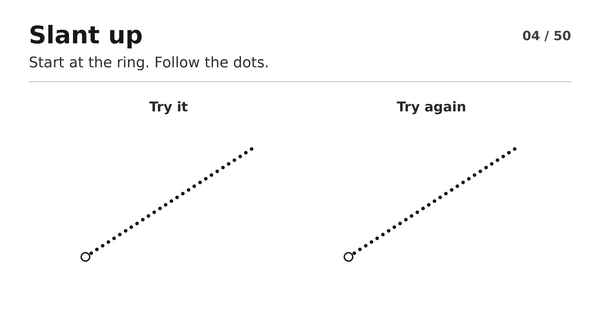 Slant up
04 / 50
Start at the ring. Follow the dots.
Try it
Try again